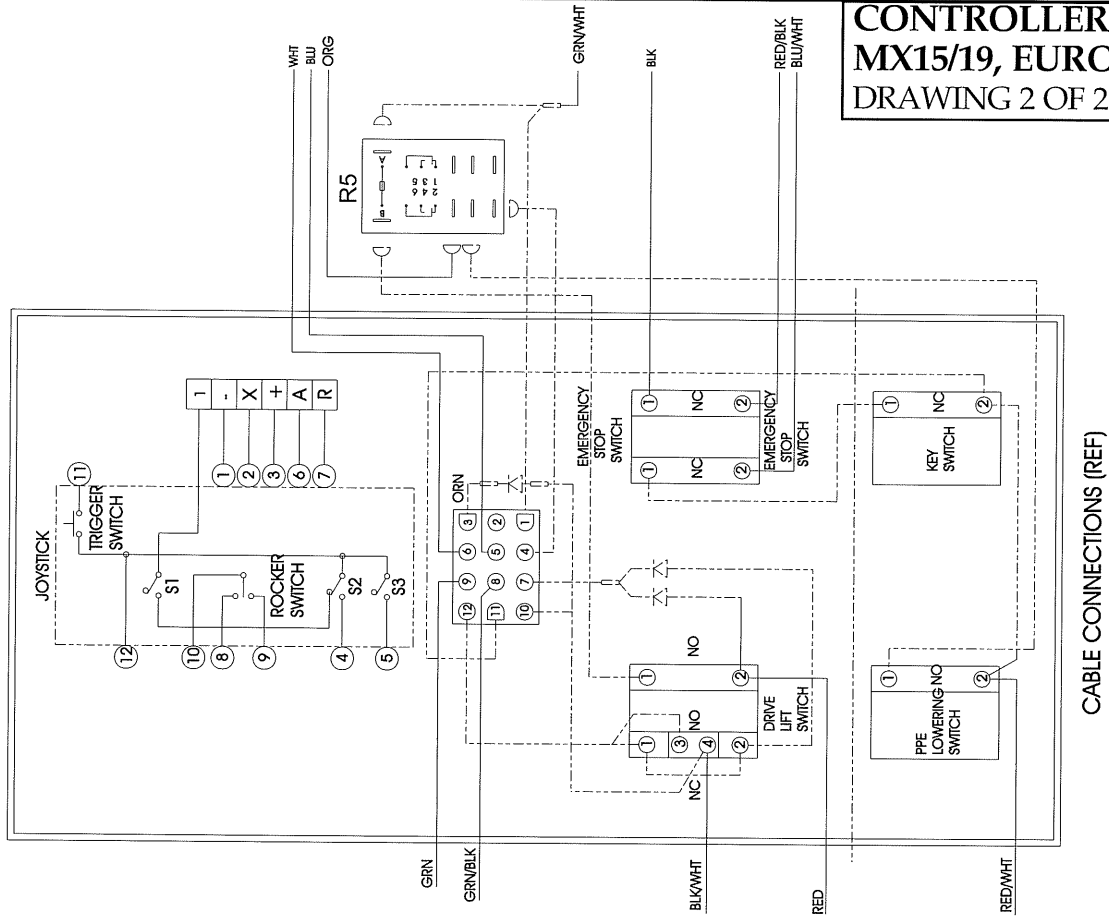 CONTROLLER
MX15/19, EURO
DRAWING 2 OF 2
WHT
BLU
ORG
GRN/WHT
BLK
RED/BLK
BLU/WHT
R5
A
B
1 3 5
2 4 6
JOYSTICK
TRIGGER
SWITCH
11
1
-
X
+
A
R
1
2
3
6
7
S1
ROCKER
SWITCH
S2
S3
12
10
8
9
4
5
ORN
3
2
1
6
5
4
9
8
7
12
11
10
EMERGENCY
STOP
SWITCH
1
NC
2
1
NC
2
EMERGENCY
STOP
SWITCH
1
NC
2
KEY
SWITCH
1
NO
2
NO
1
3
4
2
NC
DRIVE
LIFT
SWITCH
1
NO
2
PPE
LOWERING
SWITCH
GRN
GRN/BLK
BLK/WHT
RED
RED/WHT
CABLE CONNECTIONS (REF)